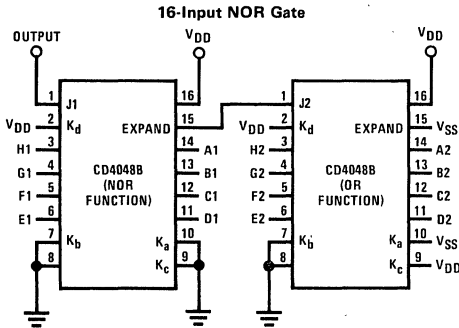 16-Input NOR Gate
OUTPUT
VDD
VDD
1
J1
16
1
J2
16
VDD
2
Kd
EXPAND
15
VDD
2
Kd
EXPAND
15
VSS
H1
3
14
A1
H2
3
14
A2
G1
4
CD4048B
(NOR
FUNCTION)
13
B1
G2
4
CD4048B
(OR
FUNCTION)
13
B2
F1
5
12
C1
F2
5
12
C2
E1
6
11
D1
E2
6
11
D2
7
Kb
Ka
10
7
Kb
Ka
10
VSS
8
Kc
9
8
Kc
9
VDD